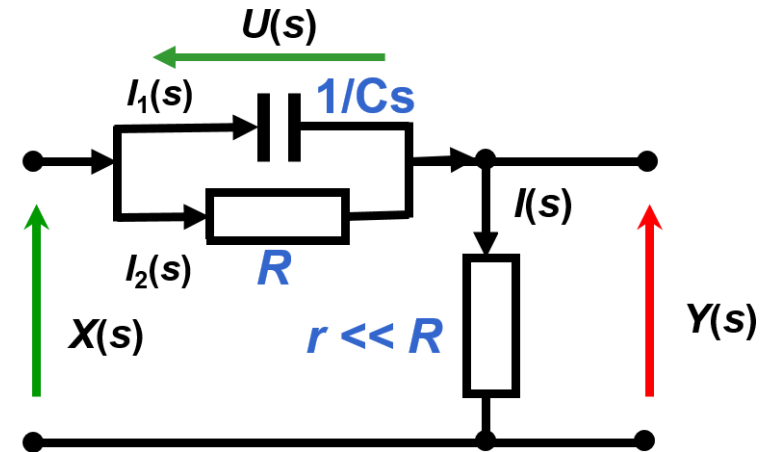 U(s)
I₁(s)
1/Cs
I(s)
I₂(s)
R
X(s)
r << R
Y(s)